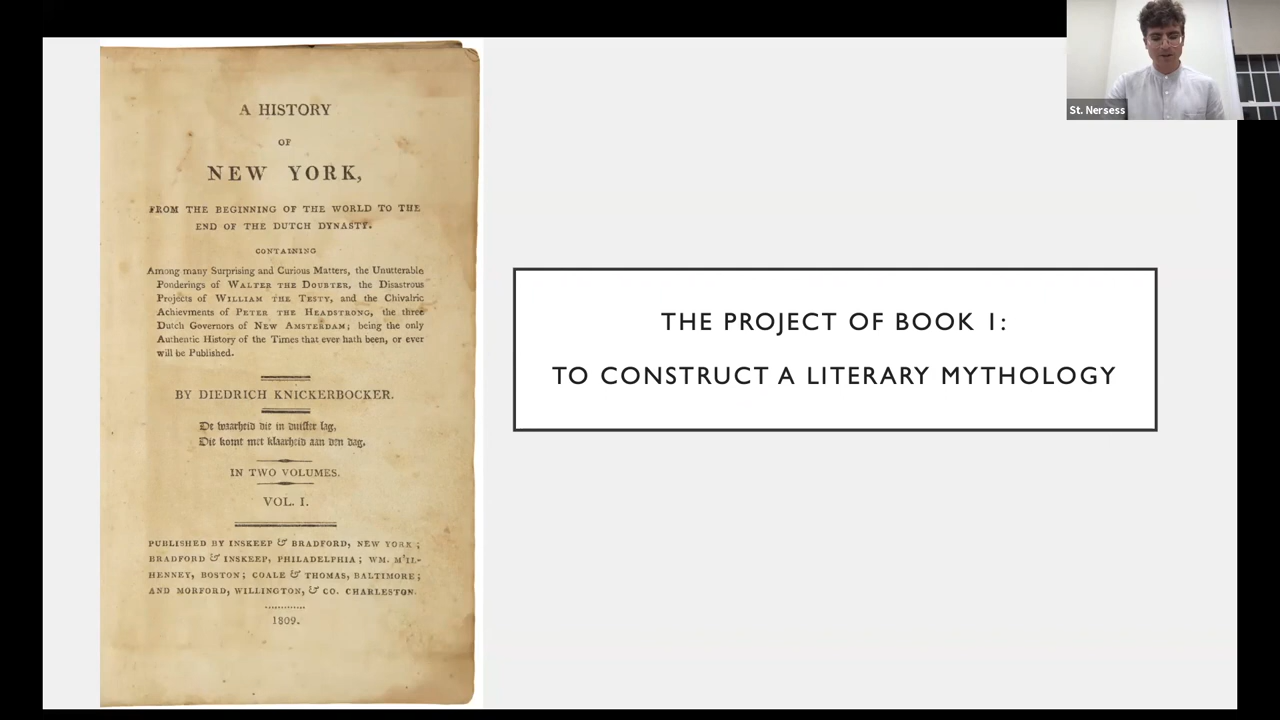 A HISTORY
OF
NEW YORK,
FROM THE BEGINNING OF THE WORLD TO THE
END OF THE DUTCH DYNASTY.
CONTAINING
Among many Surprising and Curious Matters, the Unutterable
Ponderings of WALTER THE DOUBTER, the Disastrous
Projects of WILLIAM THE TESTY, and the Chivalric
Achievments of PETER THE HEADSTRONG, the three
Dutch Governors of NEW AMSTERDAM; being the only
Authentic History of the Times that ever hath been, or ever
will be Published.
BY DIEDRICH KNICKERBOCKER.
De waarheid die in duister lag,
Die komt met klaarheid aan den dag.
IN TWO VOLUMES.
VOL. I.
PUBLISHED BY INSKEEP & BRADFORD, NEW YORK;
BRADFORD & INSKEEP, PHILADELPHIA; WM. M'IL-
HENNEY, BOSTON; COALE & THOMAS, BALTIMORE;
AND MORFORD, WILLINGTON, & CO. CHARLESTON.
1809.
THE PROJECT OF BOOK 1:
TO CONSTRUCT A LITERARY MYTHOLOGY
St. Nersess